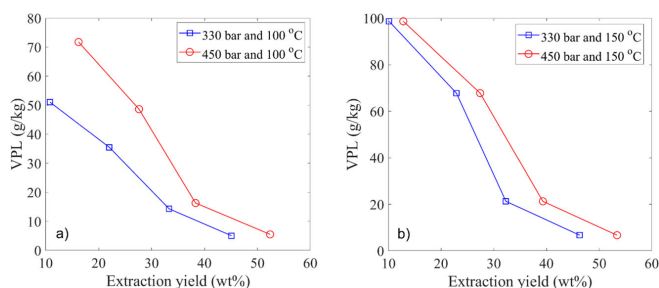 80
70
60
50
40
30
20
10
0
VPL (g/kg)
330 bar and 100 °C
450 bar and 100 °C
a)
10 20 30 40 50 60
Extraction yield (wt%)
100
80
60
40
20
0
VPL (g/kg)
330 bar and 150 °C
450 bar and 150 °C
b)
10 20 30 40 50 60
Extraction yield (wt%)